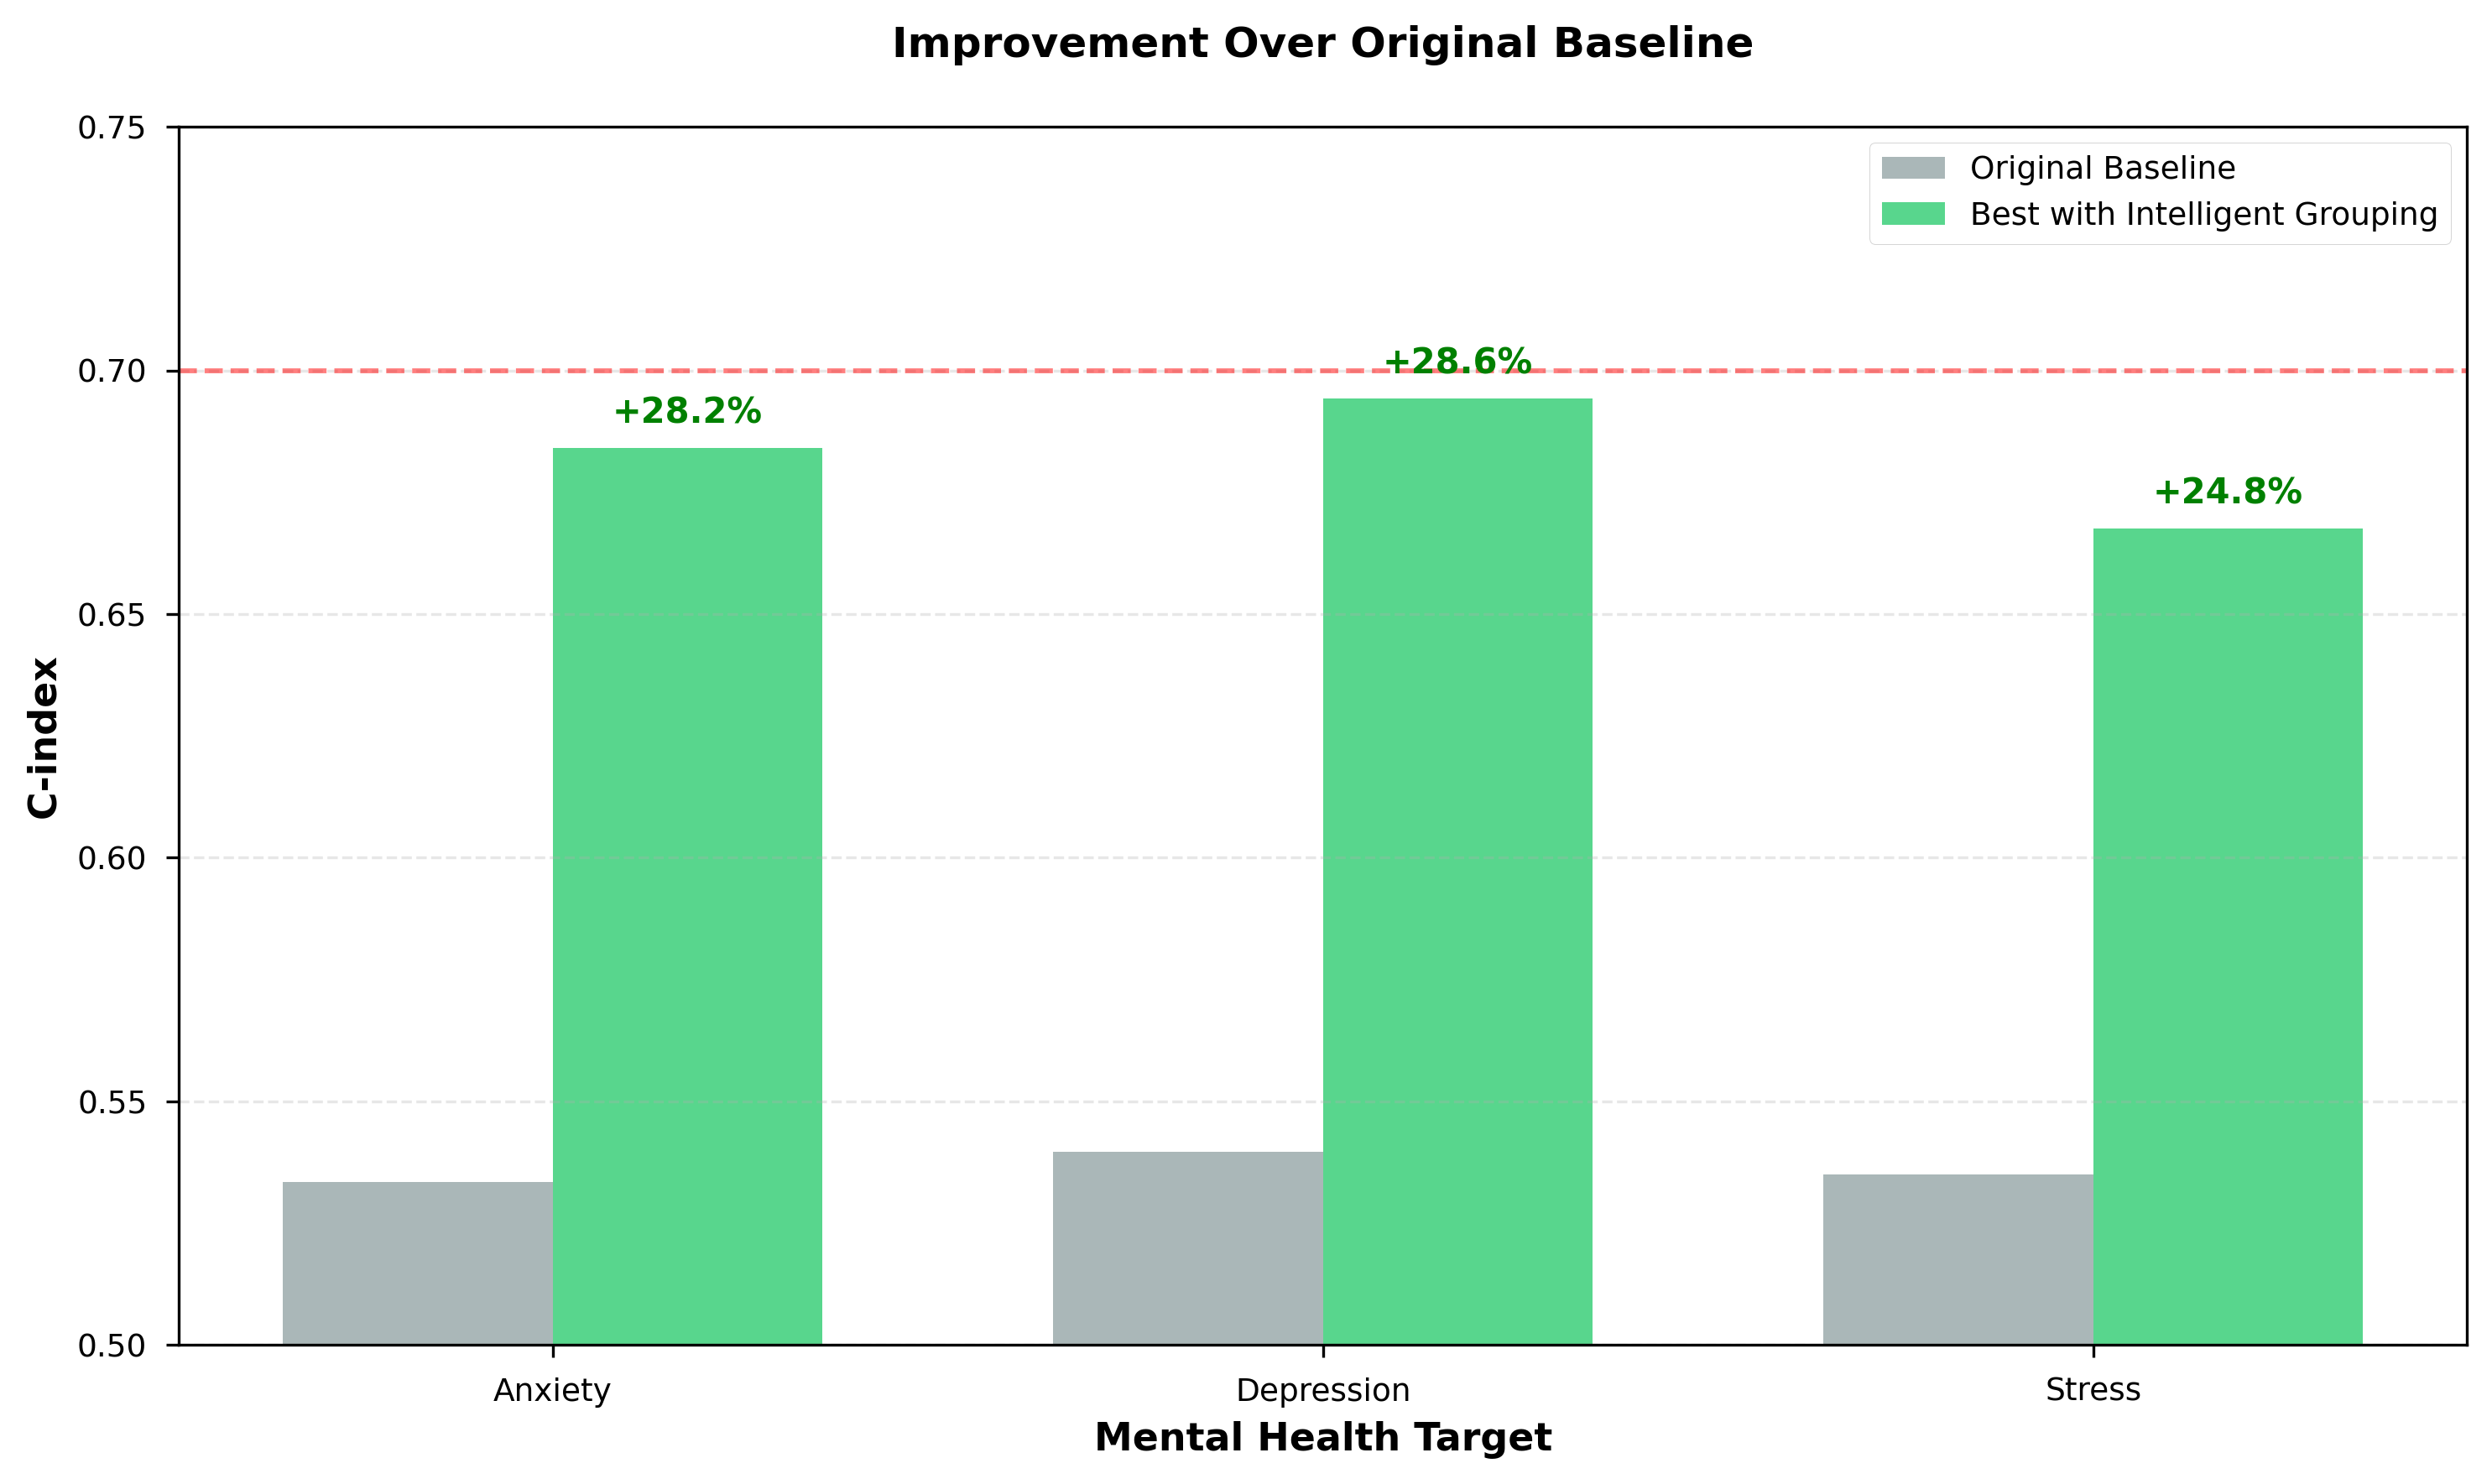 Improvement Over Original Baseline
0.75
Original Baseline
Best with Intelligent Grouping
0.70
+28.6%
+28.2%
+24.8%
0.65
C-index
0.60
0.55
0.50
Anxiety
Depression
Stress
Mental Health Target